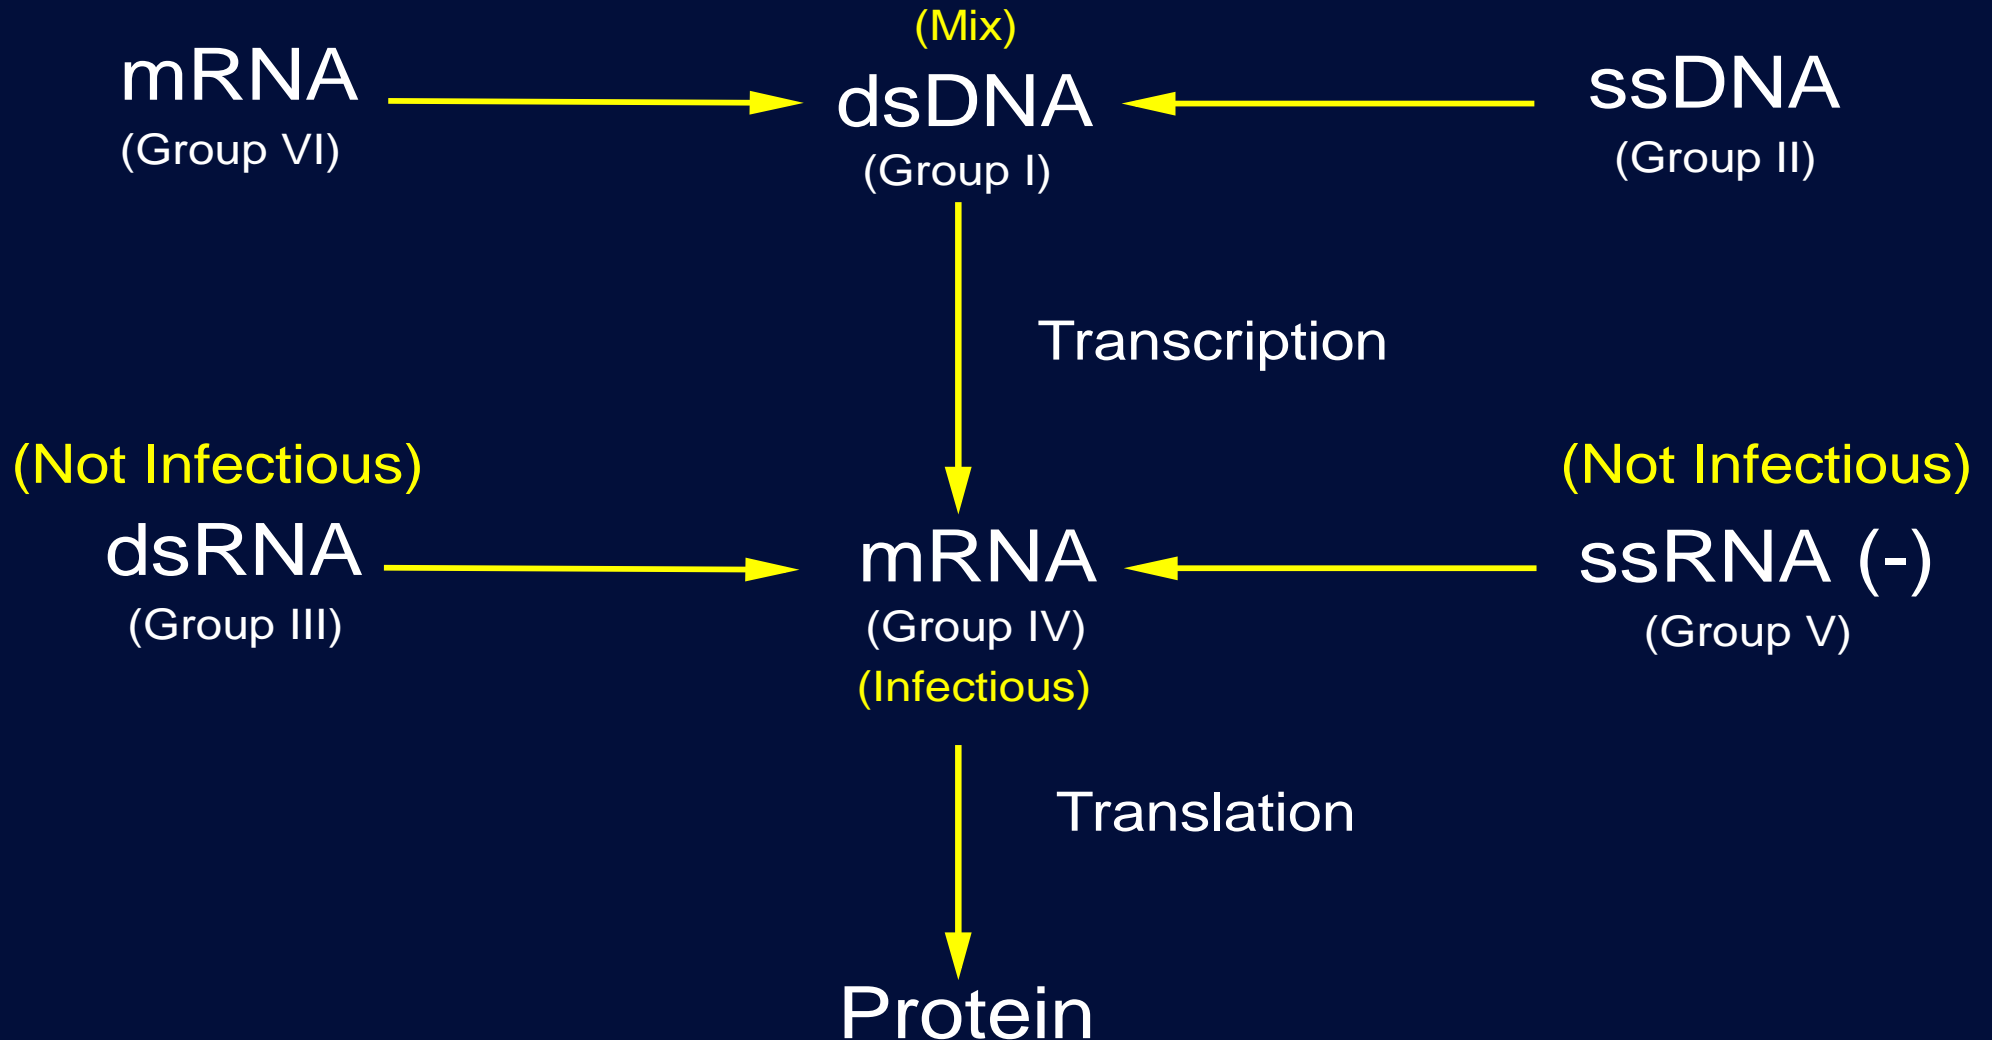 (Mix)
mRNA
(Group VI)
dsDNA
(Group I)
ssDNA
(Group II)
Transcription
(Not Infectious)
dsRNA
(Group III)
mRNA
(Group IV)
(Infectious)
(Not Infectious)
ssRNA (-)
(Group V)
Translation
Protein